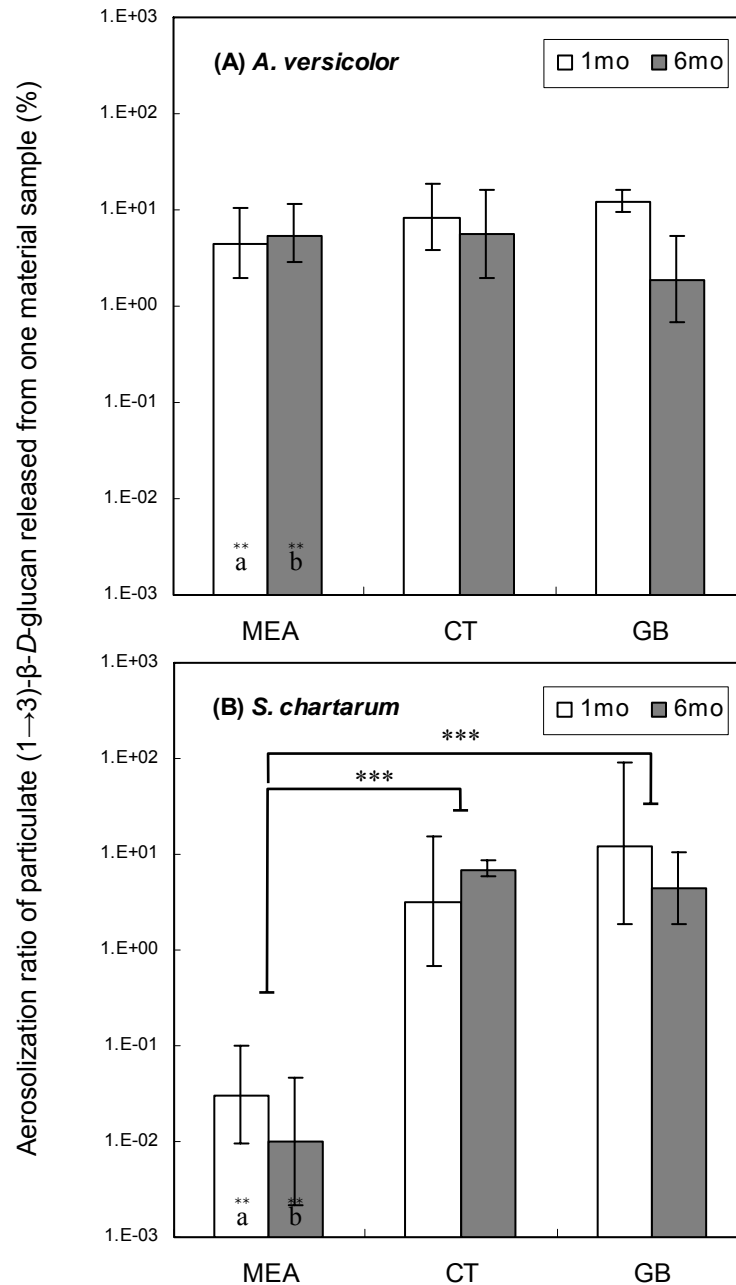 Aerosolization ratio of particulate (1→3)-β-D-glucan released from one material sample (%)
(A) A. versicolor
1mo 6mo
1.E+03
1.E+02
1.E+01
1.E+00
1.E-01
1.E-02
1.E-03
** **
a b
MEA CT GB
(B) S. chartarum
1mo 6mo
1.E+03
1.E+02
1.E+01
1.E+00
1.E-01
1.E-02
1.E-03
***
***
** **
a b
MEA CT GB